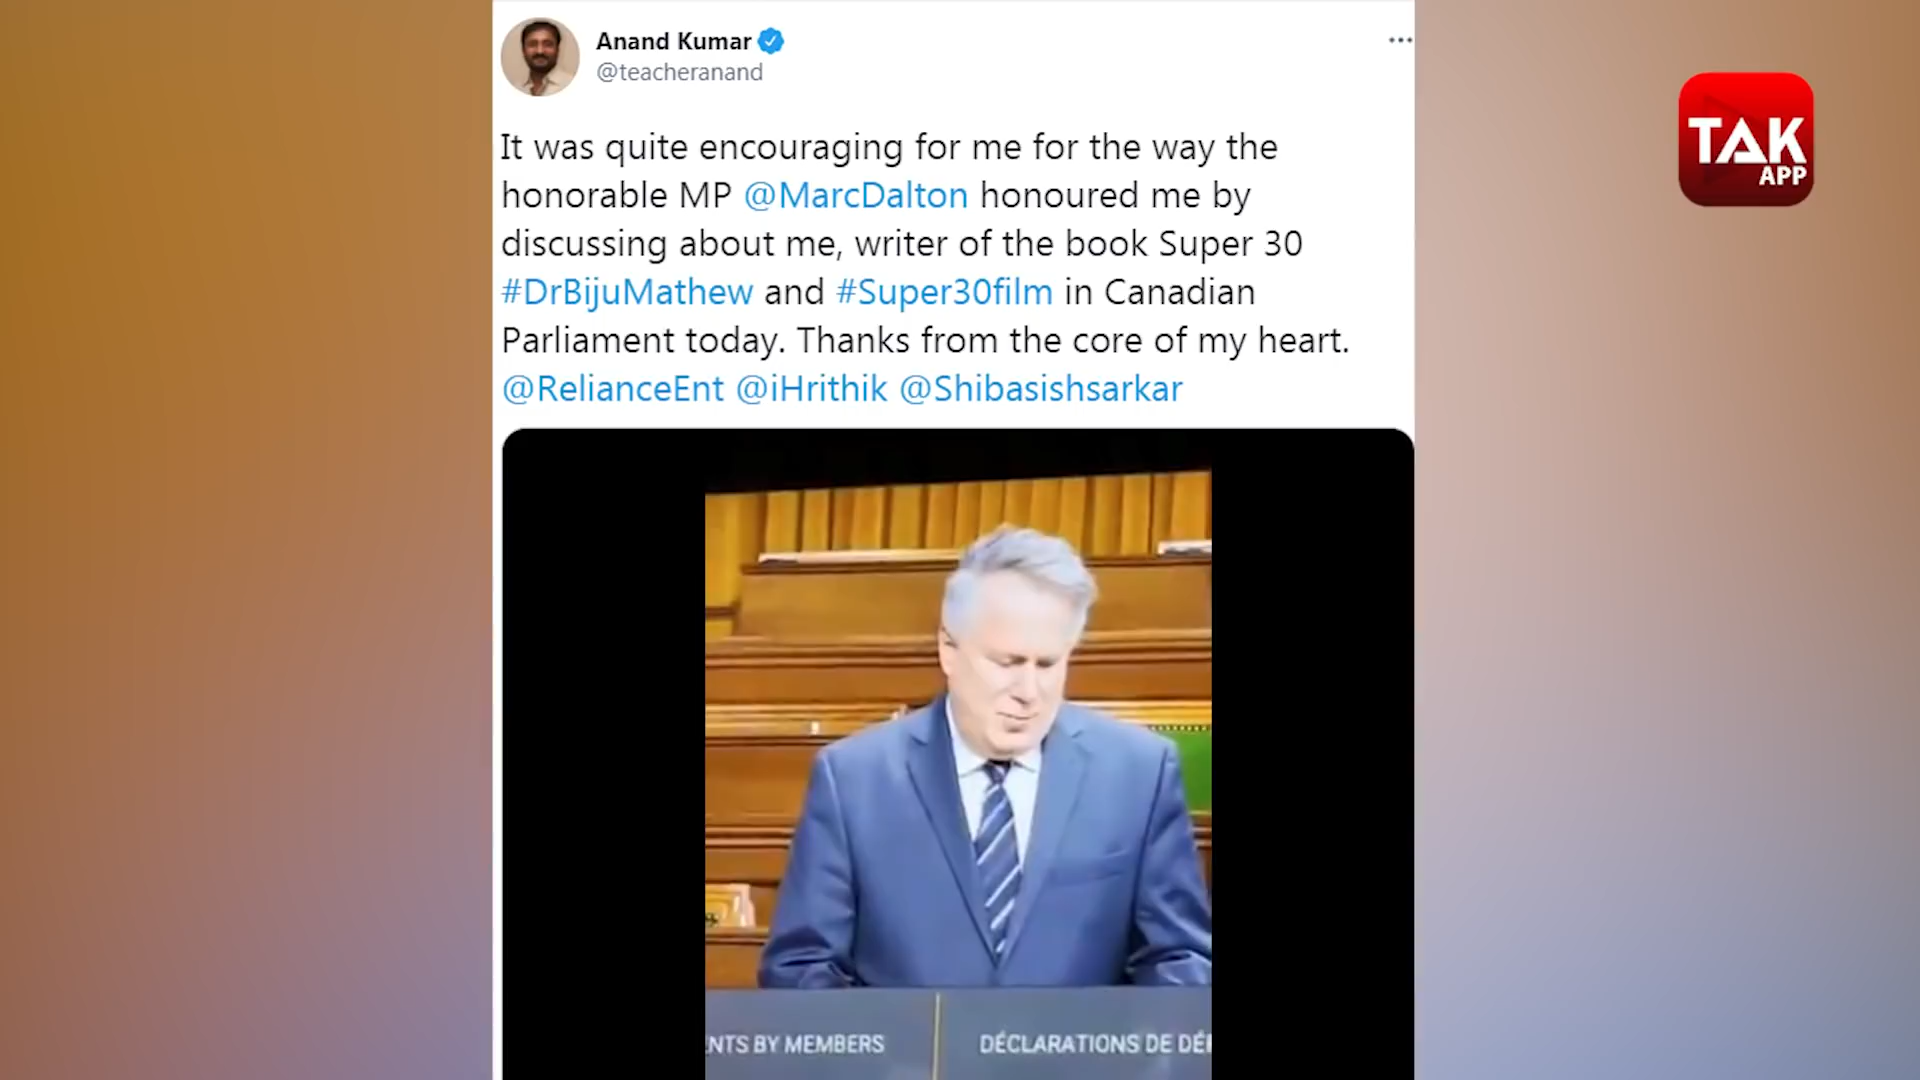 Anand Kumar
@teacheranand
It was quite encouraging for me for the way the
honorable MP @MarcDalton honoured me by
discussing about me, writer of the book Super 30
#DrBijuMathew and #Super30film in Canadian
Parliament today. Thanks from the core of my heart.
@RelianceEnt @iHrithik @Shibasishsarkar
TAK
APP
NTS BY MEMBERS
DÉCLARATIONS DE DÉP